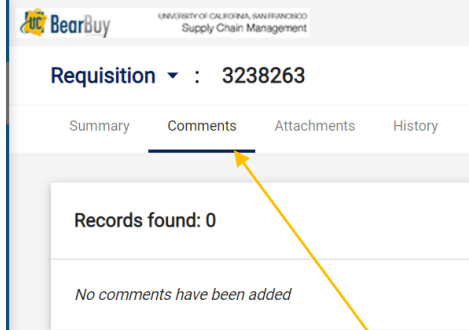 UC BearBuy
UNIVERSITY OF CALIFORNIA, SAN FRANCISCO
Supply Chain Management
Requisition : 3238263
Summary Comments Attachments History
Records found: 0
No comments have been added